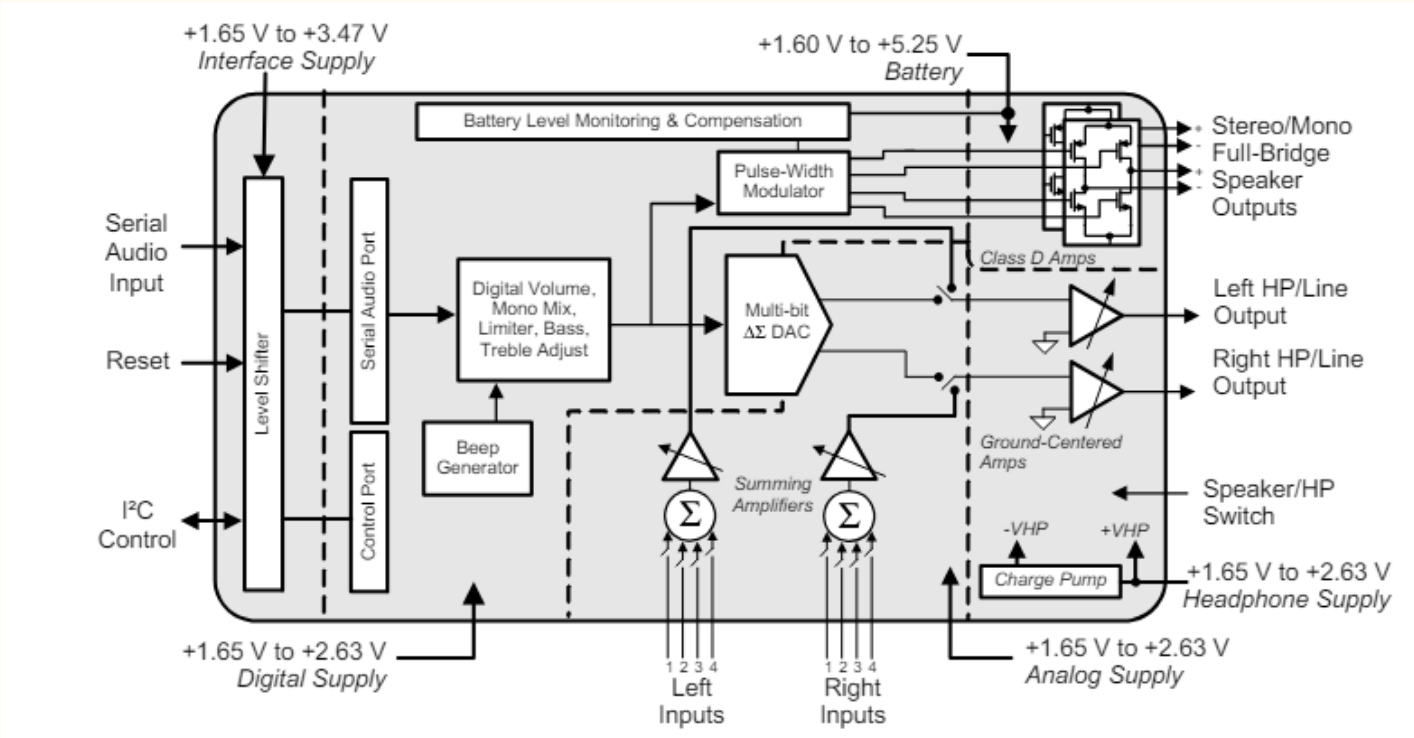 +1.65 V to +3.47 V
Interface Supply
+1.60 V to +5.25 V
Battery
Battery Level Monitoring & Compensation
Pulse-Width
Modulator
+
-
+
-
Stereo/Mono
Full-Bridge
Speaker
Outputs
Class D Amps
Serial
Audio
Input
Reset
I²C
Control
Level Shifter
Serial Audio Port
Control Port
Digital Volume,
Mono Mix,
Limiter, Bass,
Treble Adjust
Beep
Generator
Multi-bit
ΔΣ DAC
Left HP/Line
Output
Right HP/Line
Output
Ground-Centered
Amps
Summing
Amplifiers
Σ
Σ
Speaker/HP
Switch
-VHP
+VHP
Charge Pump
+1.65 V to +2.63 V
Headphone Supply
+1.65 V to +2.63 V
Digital Supply
1 2 3 4
Left
Inputs
1 2 3 4
Right
Inputs
+1.65 V to +2.63 V
Analog Supply